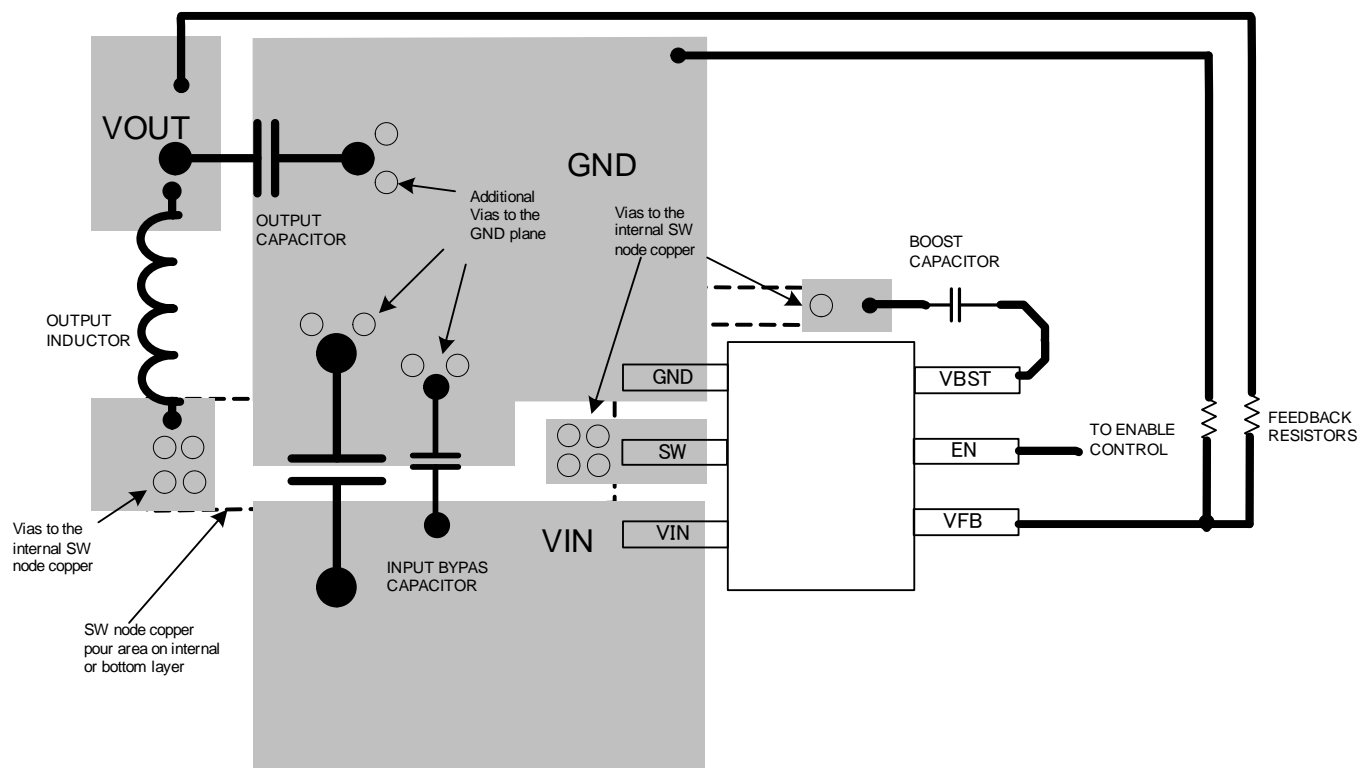 VOUT
GND
OUTPUT
CAPACITOR
Additional
Vias to the
GND plane
Vias to the
internal SW
node copper
BOOST
CAPACITOR
OUTPUT
INDUCTOR
GND
VBST
SW
EN
TO ENABLE
CONTROL
FEEDBACK
RESISTORS
VIN
VIN
VFB
Vias to the
internal SW
node copper
INPUT BYPAS
CAPACITOR
SW node copper
pour area on internal
or bottom layer